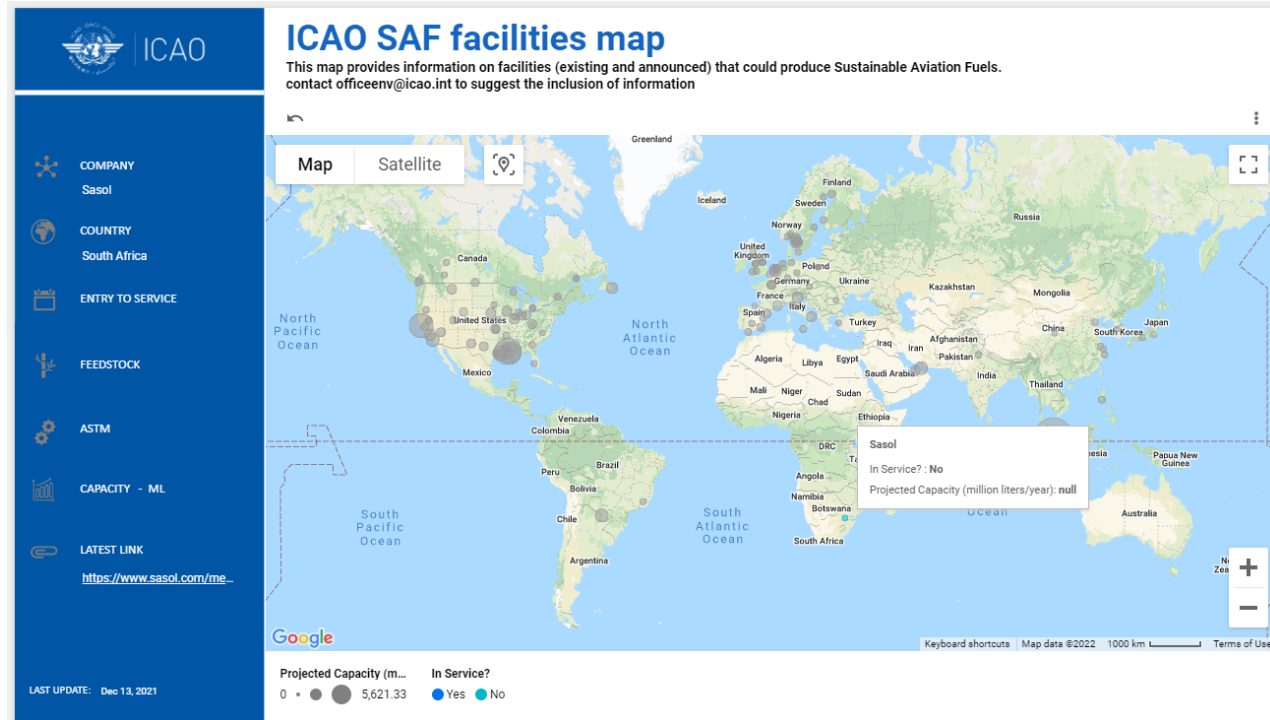 ICAO
ICAO SAF facilities map
This map provides information on facilities (existing and announced) that could produce Sustainable Aviation Fuels.
contact officeenv@icao.int to suggest the inclusion of information
COMPANY
Sasol
COUNTRY
South Africa
ENTRY TO SERVICE
FEEDSTOCK
ASTM
CAPACITY - ML
LATEST LINK
https://www.sasol.com/me...
LAST UPDATE: Dec 13, 2021
Map
Satellite
Greenland
Iceland
Finland
Sweden
Norway
Russia
United
Kingdom
Poland
Germany
Ukraine
France
Italy
Spain
Turkey
Kazakhstan
Mongolia
Canada
United States
Mexico
North
Pacific
Ocean
North
Atlantic
Ocean
China
South Korea
Japan
Iraq
Iran
Afghanistan
Pakistan
Algeria
Libya
Egypt
Saudi Arabia
India
Thailand
Mali
Niger
Chad
Sudan
Nigeria
Ethiopia
Venezuela
Colombia
Peru
Brazil
Bolivia
Chile
Argentina
South
Pacific
Ocean
South
Atlantic
Ocean
DRC
Ta
Angola
Namibia
Botswana
South Africa
Sasol
In Service? : No
Projected Capacity (million liters/year): null
esia
Papua New
Guinea
Ocean
Australia
Google
Keyboard shortcuts
Map data ©2022
1000 km
Terms of Use
Projected Capacity (m...
0
5,621.33
In Service?
Yes
No